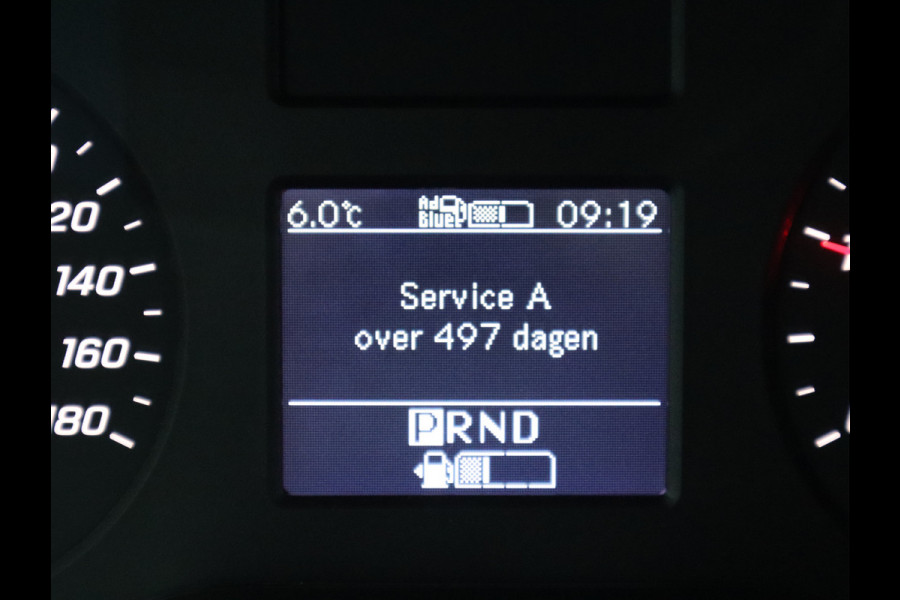 6.0°C AdBlue 09:19
Service A
over 497 dagen
PRND
20
140
160
180